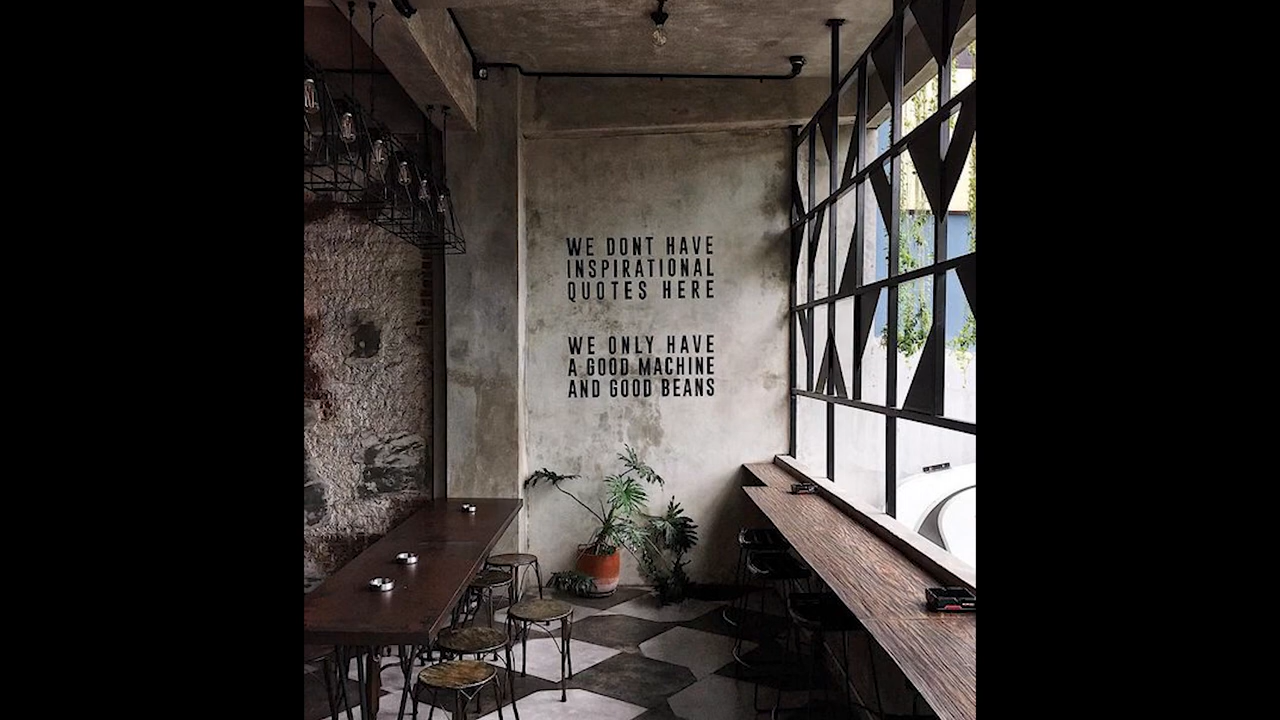 WE DONT HAVE
INSPIRATIONAL
QUOTES HERE
WE ONLY HAVE
A GOOD MACHINE
AND GOOD BEANS